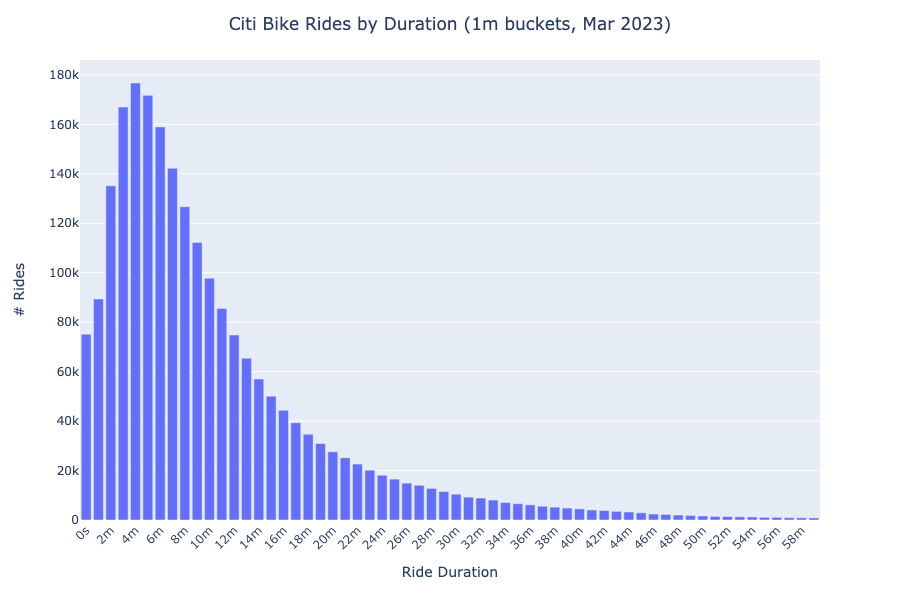 Citi Bike Rides by Duration (1m buckets, Mar 2023)
180k
160k
140k
120k
100k
80k
60k
40k
20k
0
# Rides
0s 2m 4m 6m 8m 10m 12m 14m 16m 18m 20m 22m 24m 26m 28m 30m 32m 34m 36m 38m 40m 42m 44m 46m 48m 50m 52m 54m 56m 58m
Ride Duration